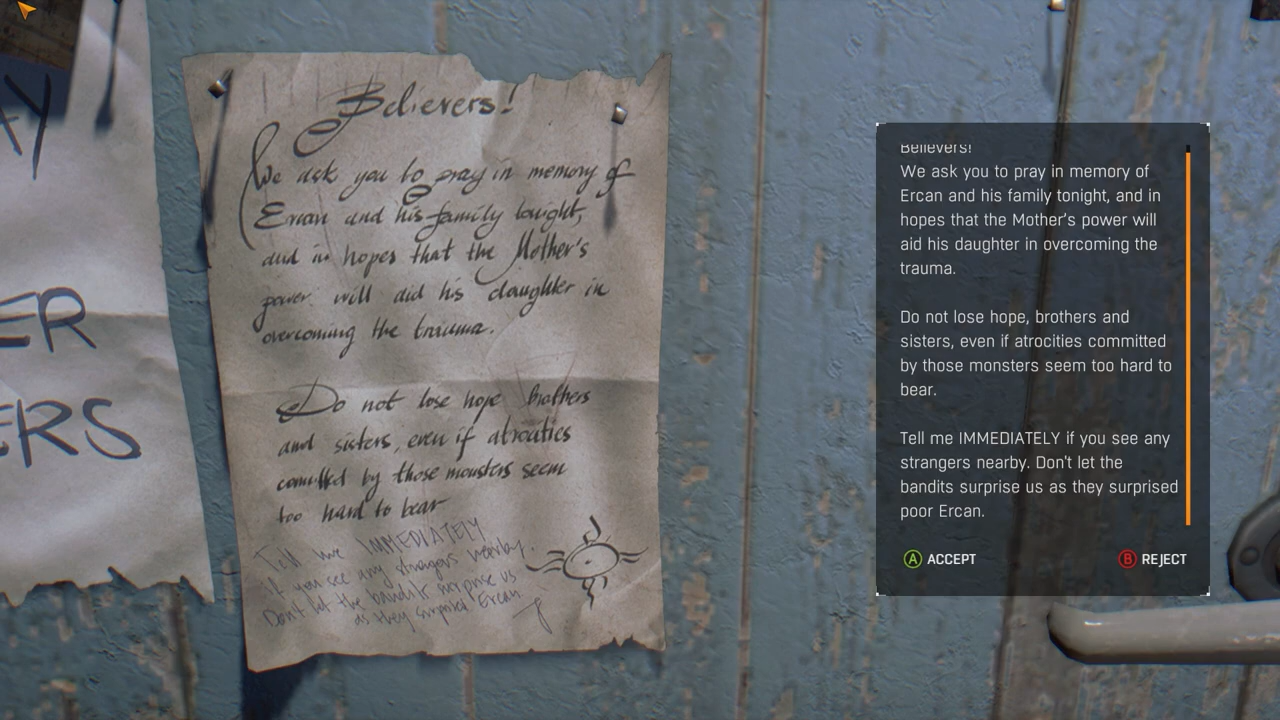 ER
ERS
Believers!
We ask you to pray in memory of
Ercan and his family tonight,
and in hopes that the Mother's
power will aid his daughter in
overcoming the trauma.
Do not lose hope brothers
and sisters, even if atrocities
comitted by those monsters seem
too hard to bear
Tell me IMMEDIATELY
if you see any strangers nearby.
Don't let the bandits surprise us
as they surprised Ercan
Believers!
We ask you to pray in memory of
Ercan and his family tonight, and in
hopes that the Mother's power will
aid his daughter in overcoming the
trauma.
Do not lose hope, brothers and
sisters, even if atrocities committed
by those monsters seem too hard to
bear.
Tell me IMMEDIATELY if you see any
strangers nearby. Don't let the
bandits surprise us as they surprised
poor Ercan.
A ACCEPT
B REJECT